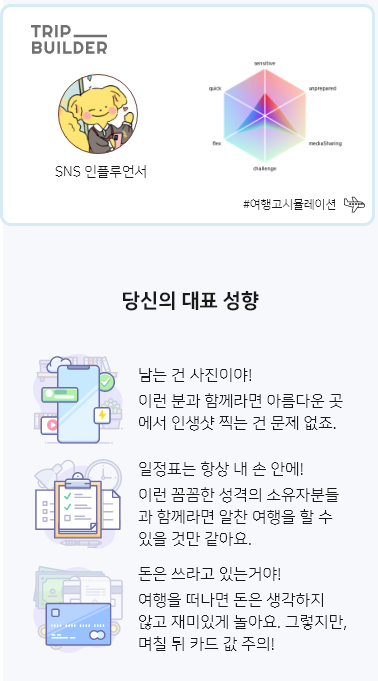 TRIP
BUILDER
SNS 인플루언서
sensitive
quick
unprepared
flex
mediaSharing
challenge
#여행고시뮬레이션
당신의 대표 성향
남는 건 사진이야!
이런 분과 함께라면 아름다운 곳
에서 인생샷 찍는 건 문제 없죠.
일정표는 항상 내 손 안에!
이런 꼼꼼한 성격의 소유자분들
과 함께라면 알찬 여행을 할 수
있을 것만 같아요.
돈은 쓰라고 있는거야!
여행을 떠나면 돈은 생각하지
않고 재미있게 놀아요. 그렇지만,
며칠 뒤 카드 값 주의!